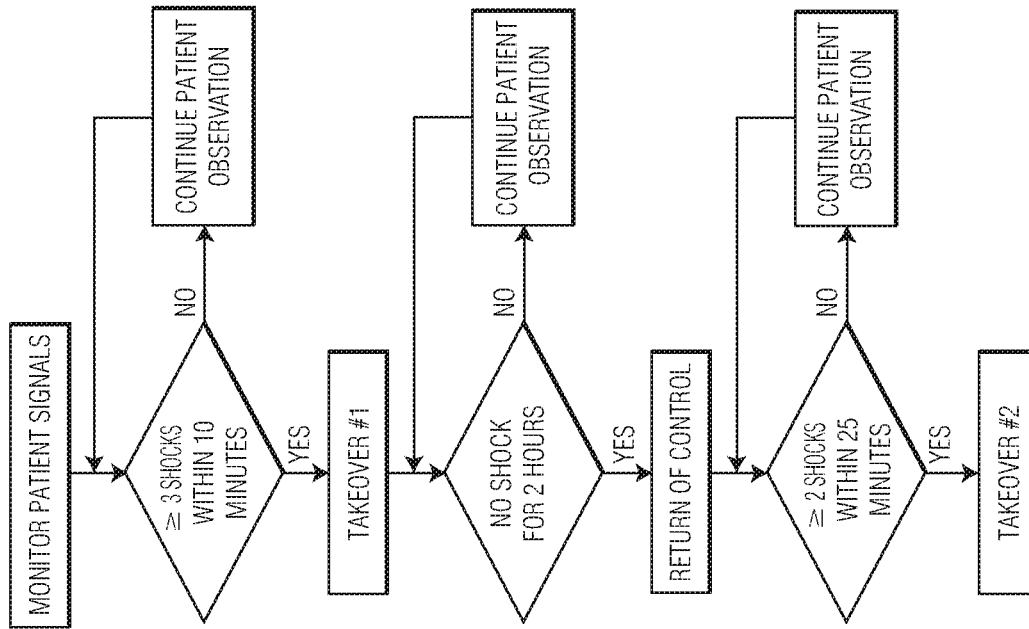 MONITOR PATIENT SIGNALS
≥ 3 SHOCKS
WITHIN 10
MINUTES
NO
CONTINUE PATIENT
OBSERVATION
YES
TAKEOVER #1
NO SHOCK
FOR 2 HOURS
NO
CONTINUE PATIENT
OBSERVATION
YES
RETURN OF CONTROL
≥ 2 SHOCKS
WITHIN 25
MINUTES
NO
CONTINUE PATIENT
OBSERVATION
YES
TAKEOVER #2